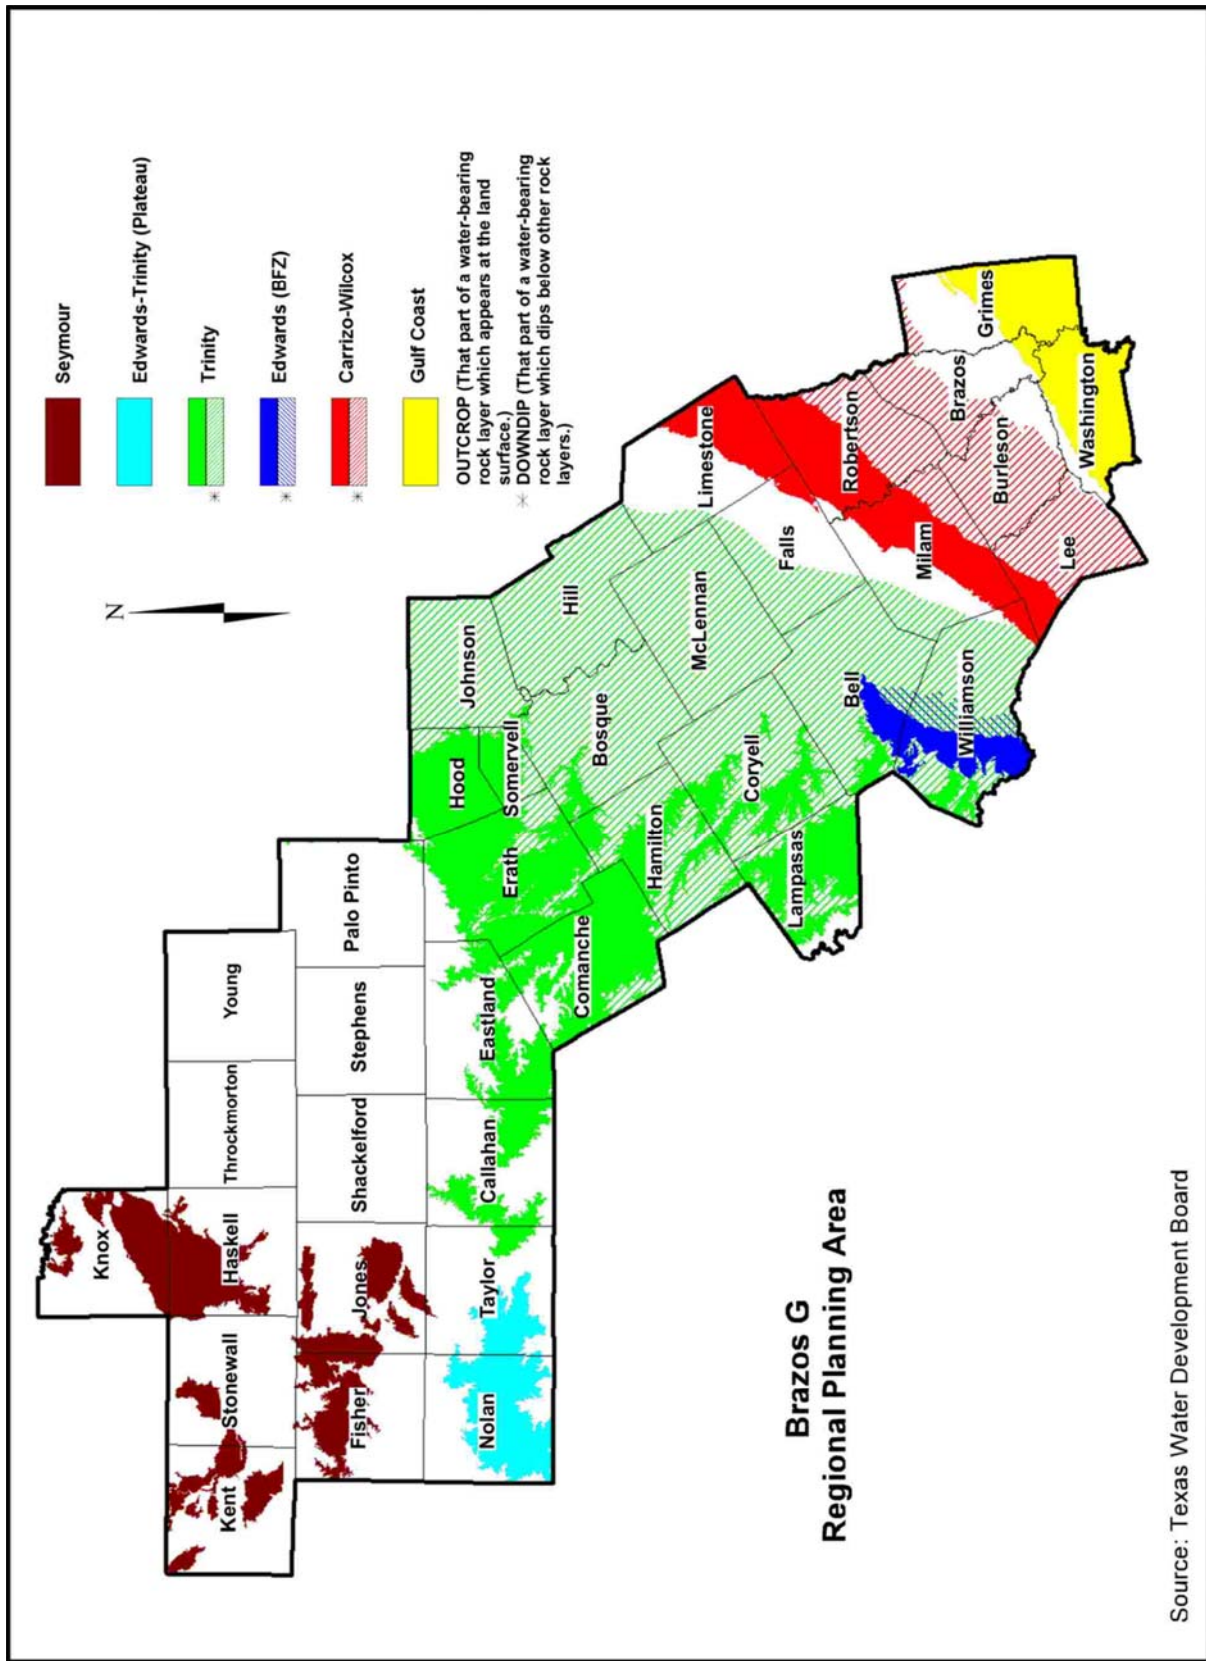 Seymour
Edwards-Trinity (Plateau)
Trinity
*
Edwards (BFZ)
*
Carrizo-Wilcox
*
Gulf Coast
OUTCROP (That part of a water-bearing
rock layer which appears at the land
surface.)
* DOWNDIP (That part of a water-bearing
rock layer which dips below other rock
layers.)
N
Knox
Kent
Stonewall
Haskell
Throckmorton
Young
Fisher
Jones
Shackelford
Stephens
Palo Pinto
Nolan
Taylor
Callahan
Eastland
Erath
Hood
Johnson
Somervell
Comanche
Bosque
Hill
Hamilton
Coryell
McLennan
Limestone
Lampasas
Falls
Bell
Robertson
Milam
Williamson
Brazos
Grimes
Burleson
Lee
Washington
Brazos G
Regional Planning Area
Source: Texas Water Development Board